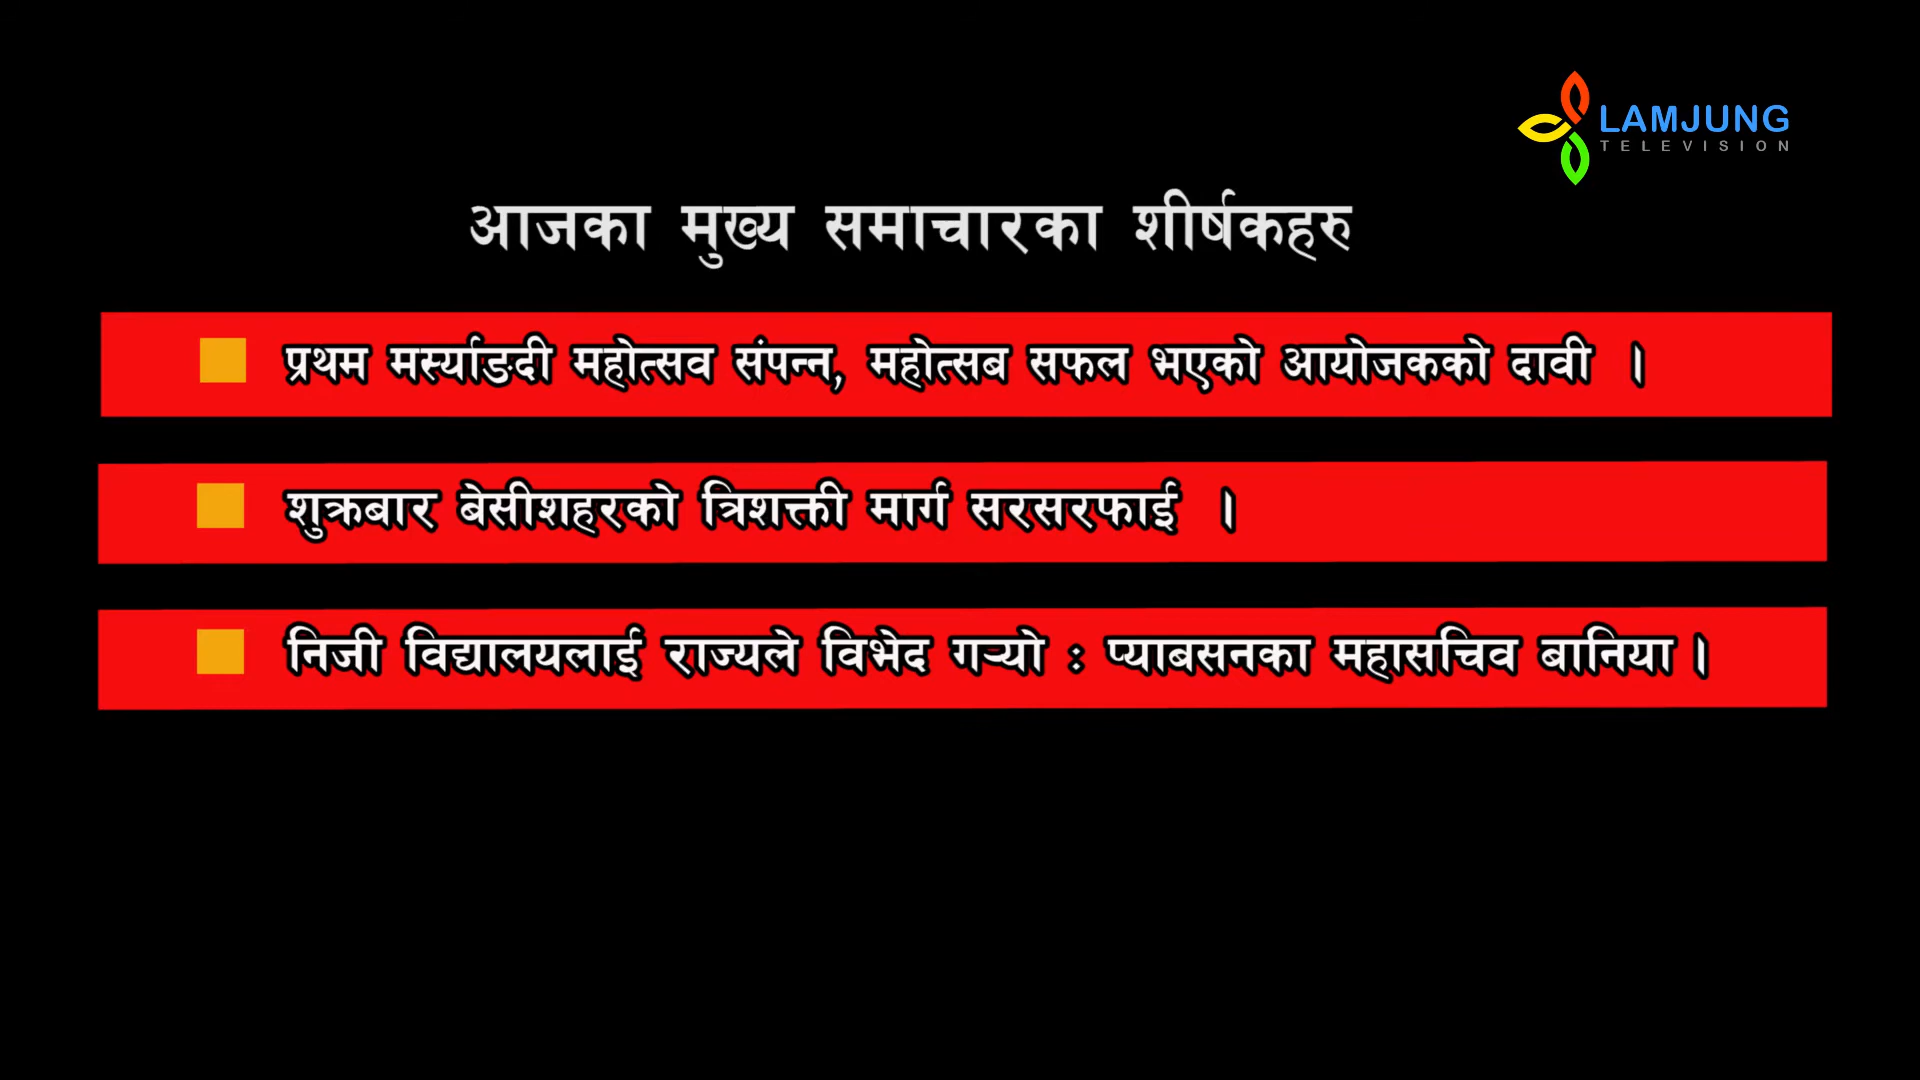 LAMJUNG
TELEVISION
आजका मुख्य समाचारका शीर्षकहरु
प्रथम मर्स्याङदी महोत्सव संपन्न, महोत्सब सफल भएको आयोजकको दावी ।
शुक्रबार बेसीशहरको त्रिशक्ती मार्ग सरसरफाई ।
निजी विद्यालयलाई राज्यले विभेद गर्‍यो : प्याबसनका महासचिव बानिया ।